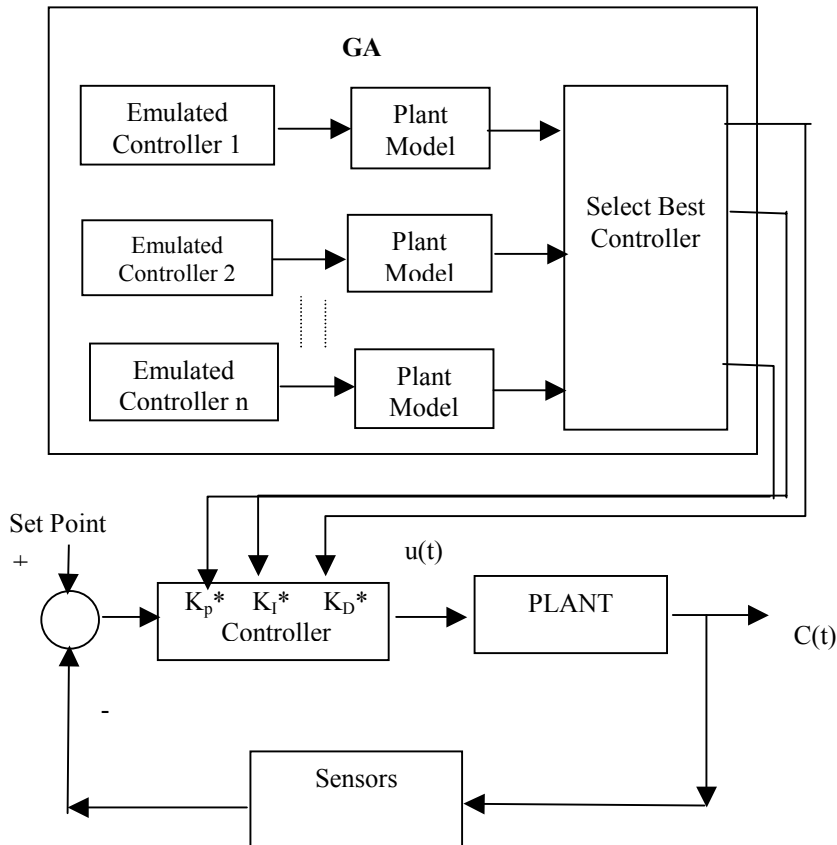 GA
Emulated
Controller 1
Plant
Model
Emulated
Controller 2
Plant
Model
Select Best
Controller
Emulated
Controller n
Plant
Model
Set Point
+
u(t)
Kp* KI* KD*
Controller
PLANT
C(t)
-
Sensors